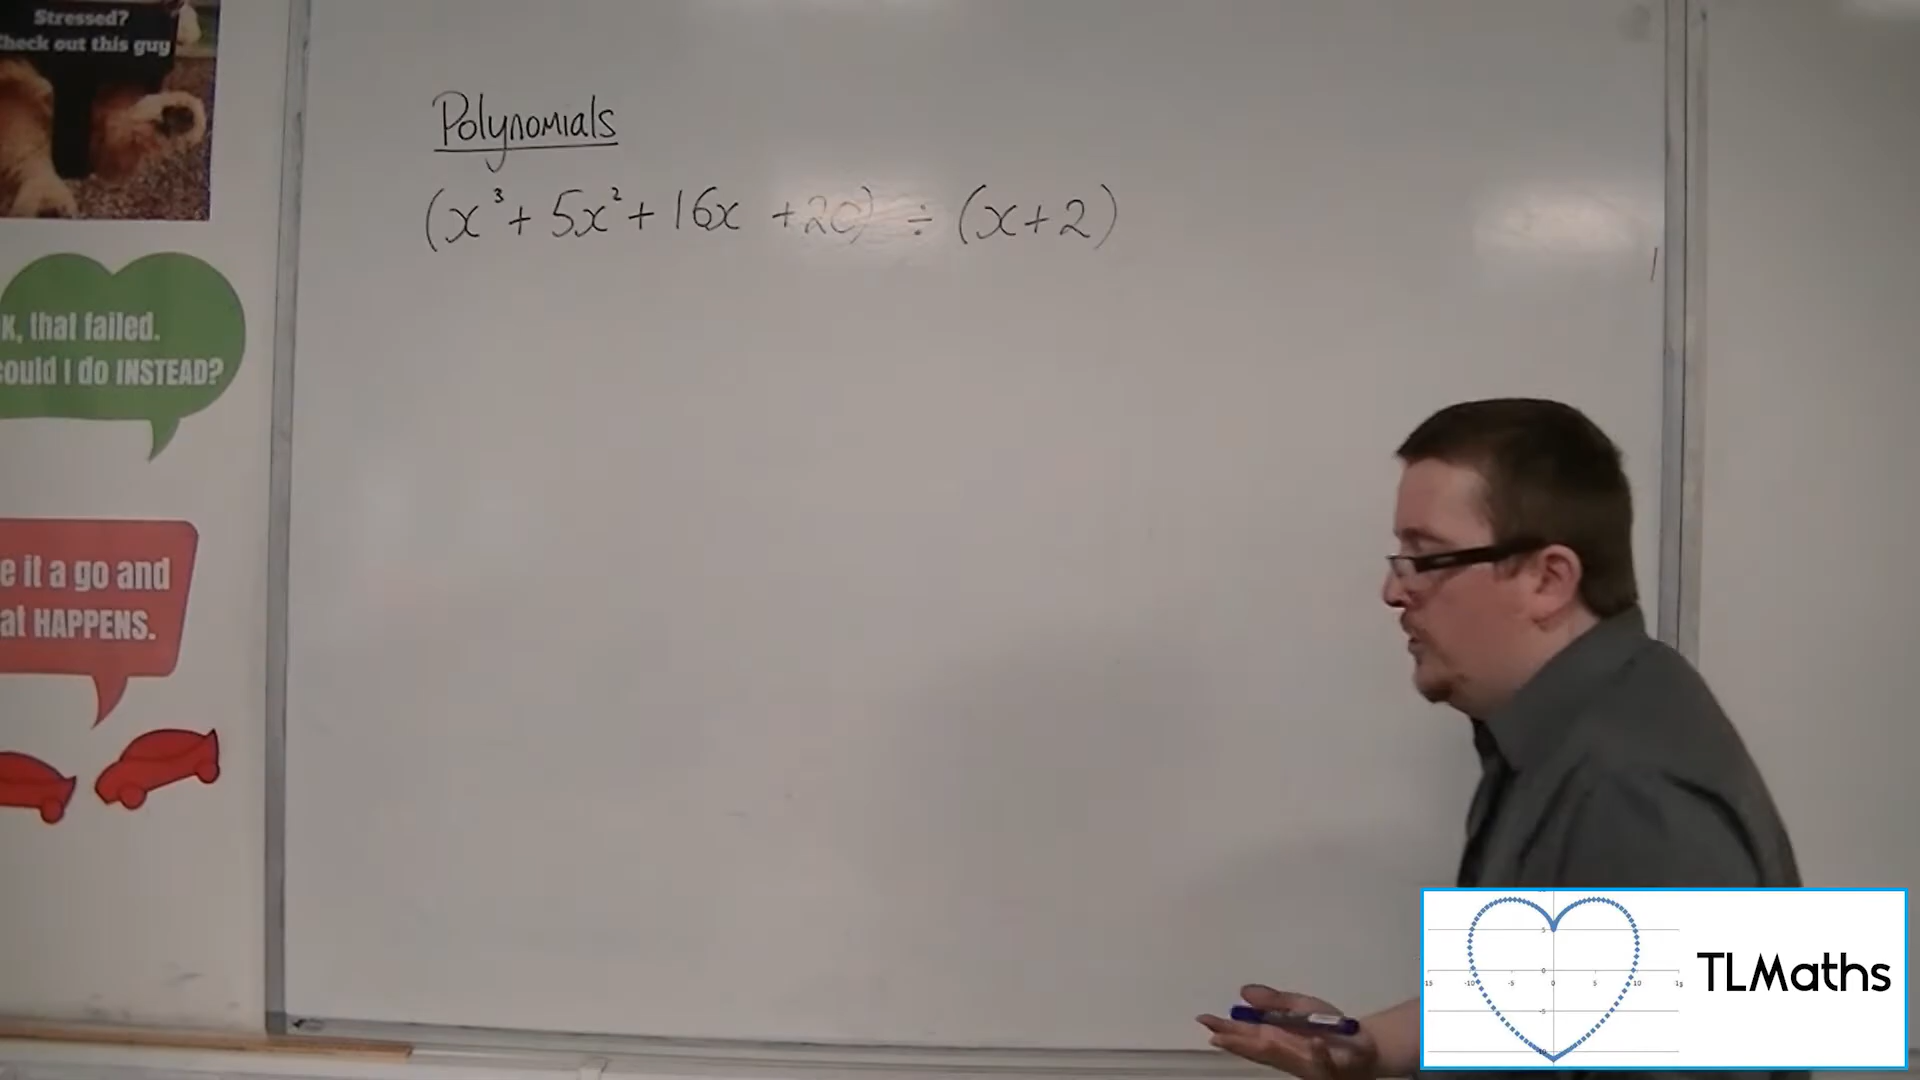 Stressed?
heck out this guy
Polynomials
(x³ + 5x² + 16x + 20) ÷ (x + 2)
K, that failed.
could I do INSTEAD?
e it a go and
at HAPPENS.
TLMaths